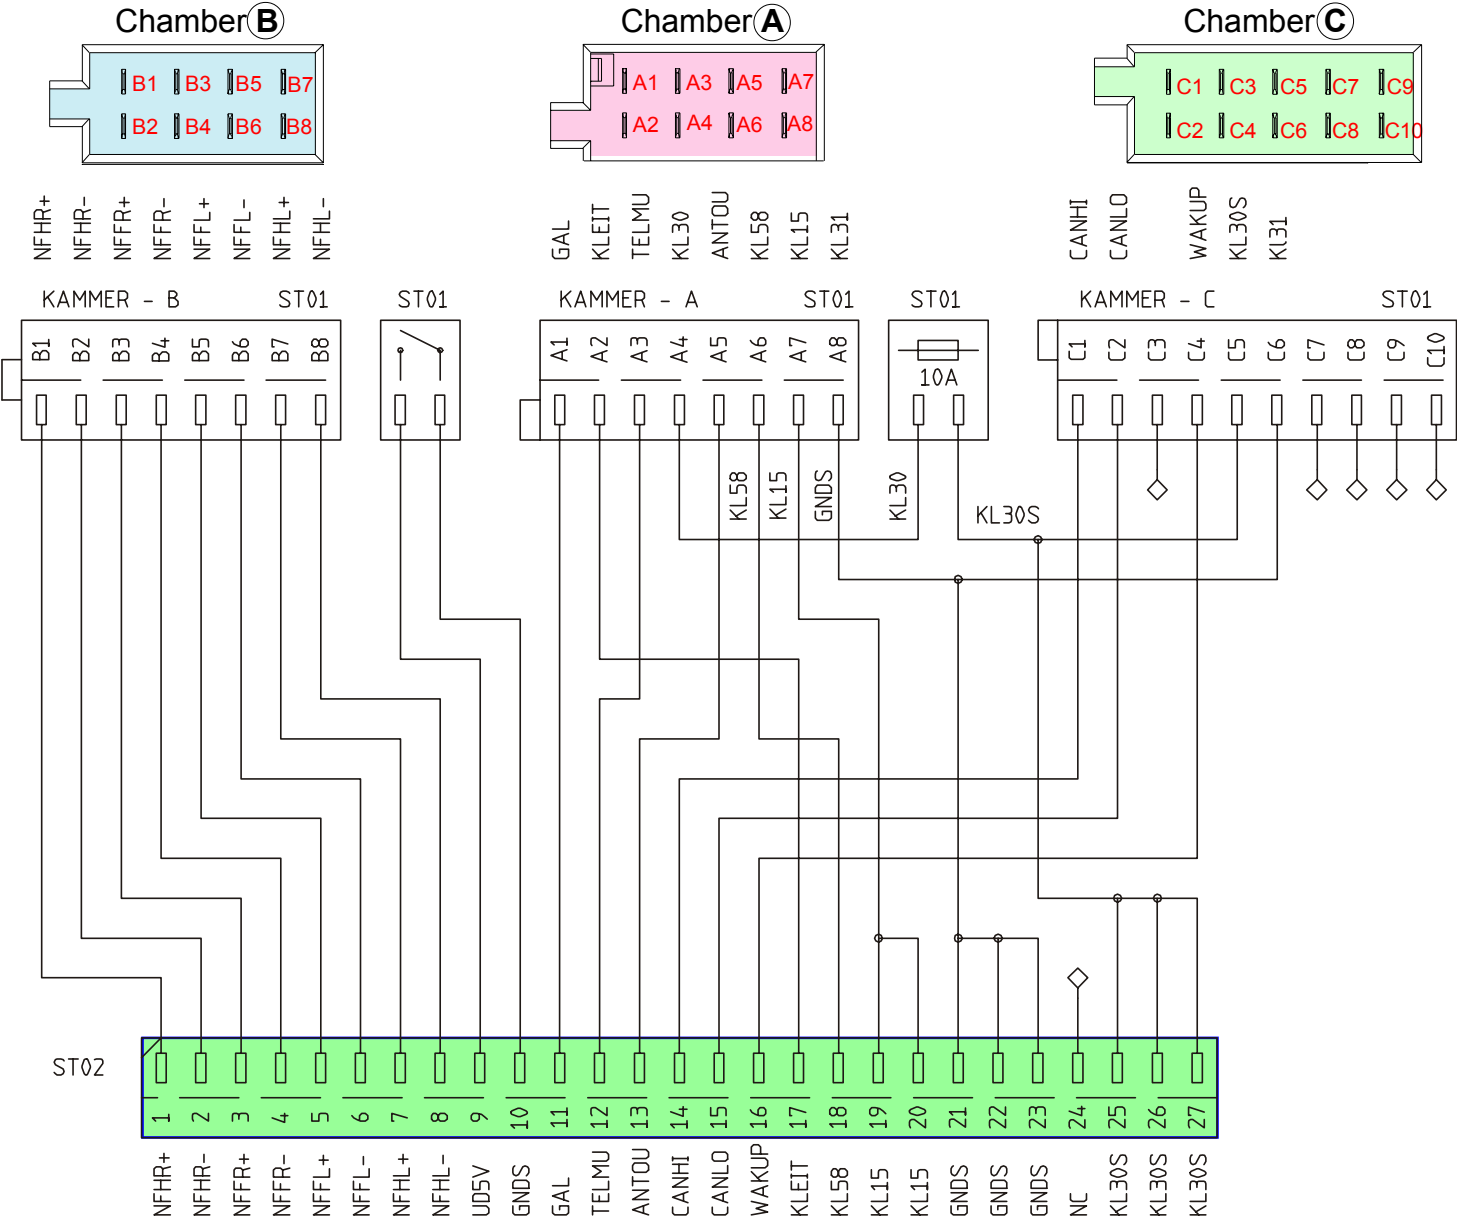 Chamber B
Chamber A
Chamber C
B1 B3 B5 B7
B2 B4 B6 B8
A1 A3 A5 A7
A2 A4 A6 A8
C1 C3 C5 C7 C9
C2 C4 C6 C8 C10
NFHR+
NFHR-
NFFR+
NFFR-
NFFL+
NFFL-
NFHL+
NFHL-
GAL
KLEIT
TELMU
KL30
ANTOU
KL58
KL15
KL31
CANHI
CANLO
WAKUP
KL30S
Kl31
KAMMER - B ST01
ST01
KAMMER - A ST01
ST01
KAMMER - C ST01
B1 B2 B3 B4 B5 B6 B7 B8
A1 A2 A3 A4 A5 A6 A7 A8
10A
C1 C2 C3 C4 C5 C6 C7 C8 C9 C10
KL58
KL15
GNDS
KL30
KL30S
ST02
1 2 3 4 5 6 7 8 9 10 11 12 13 14 15 16 17 18 19 20 21 22 23 24 25 26 27
NFHR+
NFHR-
NFFR+
NFFR-
NFFL+
NFFL-
NFHL+
NFHL-
UD5V
GNDS
GAL
TELMU
ANTOU
CANHI
CANLO
WAKUP
KLEIT
KL58
KL15
KL15
GNDS
GNDS
GNDS
NC
KL30S
KL30S
KL30S